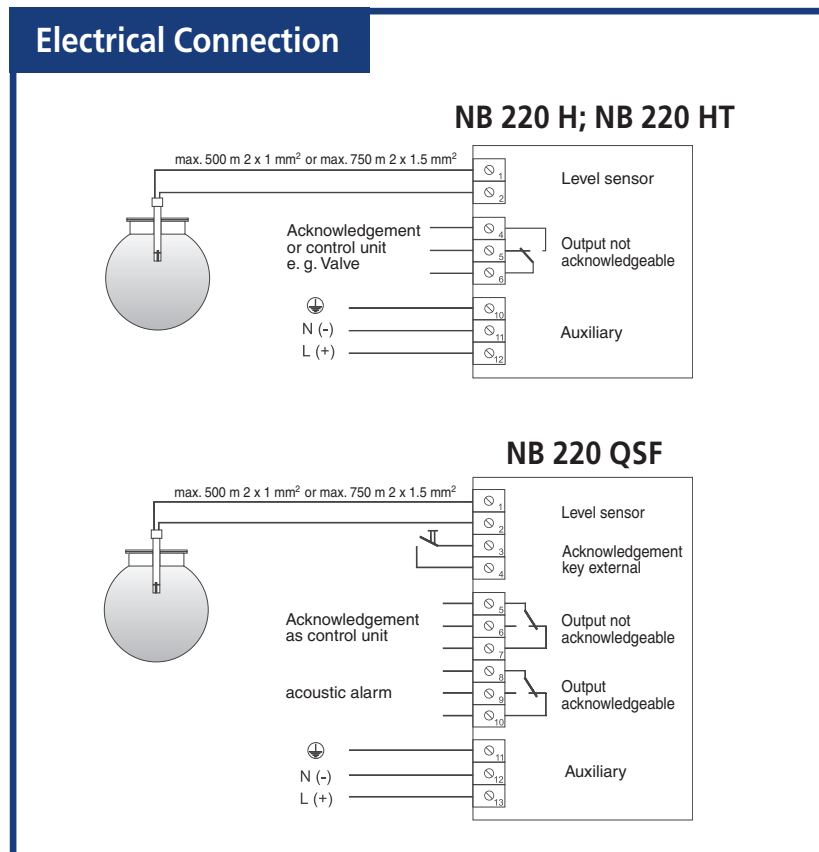 Electrical Connection
NB 220 H; NB 220 HT
max. 500 m 2 x 1 mm² or max. 750 m 2 x 1.5 mm²
1
Level sensor
2
Acknowledgement
or control unit
e. g. Valve
4
5
6
Output not
acknowledgeable
10
N (-)
11
Auxiliary
L (+)
12
NB 220 QSF
max. 500 m 2 x 1 mm² or max. 750 m 2 x 1.5 mm²
1
Level sensor
2
3
Acknowledgement
key external
4
5
Acknowledgement
as control unit
6
Output not
acknowledgeable
7
8
acoustic alarm
9
Output
acknowledgeable
10
11
N (-)
12
Auxiliary
L (+)
13